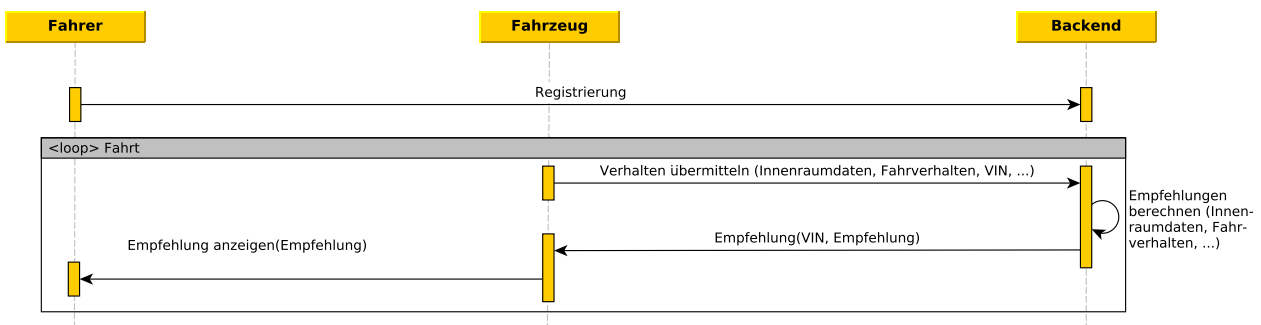 Fahrer
Fahrzeug
Backend
Registrierung
<loop> Fahrt
Verhalten übermitteln (Innenraumdaten, Fahrverhalten, VIN, ...)
Empfehlungen
berechnen (Innen-
raumdaten, Fahr-
verhalten, ...)
Empfehlung(VIN, Empfehlung)
Empfehlung anzeigen(Empfehlung)